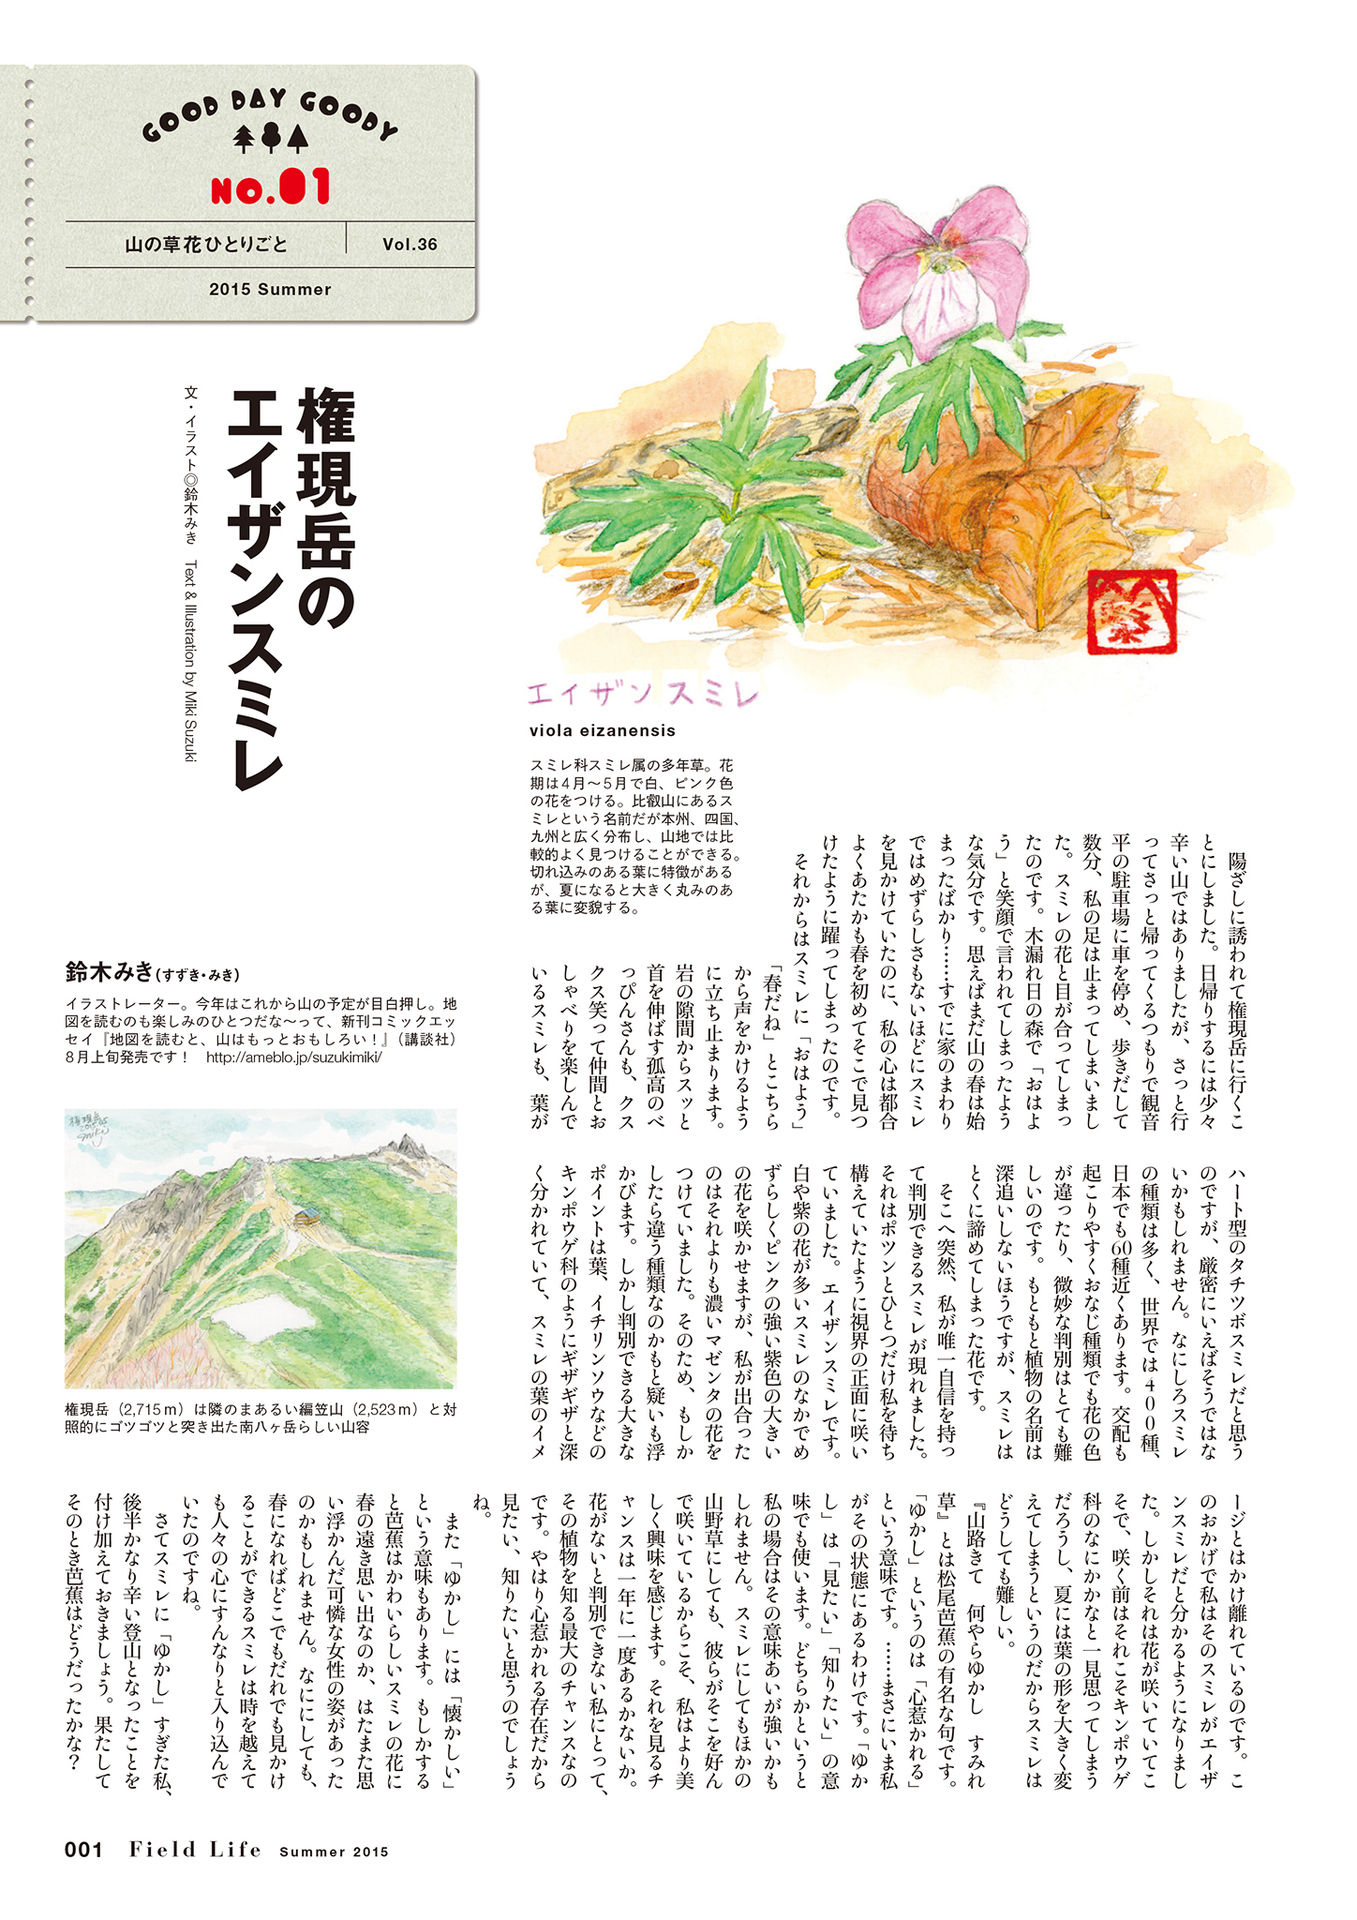 GOOD DAY GOODY
NO.01
山の草花ひとりごと
Vol.36
2015 Summer
権現岳の
エイザンスミレ
文・イラスト◎鈴木みき　Text & Illustration by Miki Suzuki
エイザンスミレ
viola eizanensis
スミレ科スミレ属の多年草。花
期は4月〜5月で白、ピンク色
の花をつける。比叡山にあるス
ミレという名前だが本州、四国、
九州と広く分布し、山地では比
較的よく見つけることができる。
切れ込みのある葉に特徴がある
が、夏になると大きく丸みのあ
る葉に変貌する。
陽ざしに誘われて権現岳に行くこ
とにしました。日帰りするには少々
辛い山ではありましたが、さっと行
ってさっと帰ってくるつもりで観音
平の駐車場に車を停め、歩きだして
数分、私の足は止まってしまいまし
た。スミレの花と目が合ってしまっ
たのです。木漏れ日の森で「おはよ
う」と笑顔で言われてしまったよう
な気分です。思えばまだ山の春は始
まったばかり……すでに家のまわり
ではめずらしさもないほどにスミレ
を見かけていたのに、私の心は都合
よくあたかも春を初めてそこで見つ
けたように躍ってしまったのです。
それからはスミレに「おはよう」
「春だね」とこちら
から声をかけるよう
に立ち止まります。
岩の隙間からスッと
首を伸ばす孤高のべ
っぴんさんも、クス
クス笑って仲間とお
しゃべりを楽しんで
いるスミレも、葉が
ハート型のタチツボスミレだと思う
のですが、厳密にいえばそうではな
いかもしれません。なにしろスミレ
の種類は多く、世界では400種、
日本でも60種近くあります。交配も
起こりやすくおなじ種類でも花の色
が違ったり、微妙な判別はとても難
しいのです。もともと植物の名前は
深追いしないほうですが、スミレは
とくに諦めてしまった花です。
そこへ突然、私が唯一自信を持っ
て判別できるスミレが現れました。
それはポツンとひとつだけ私を待ち
構えていたように視界の正面に咲い
ていました。エイザンスミレです。
白や紫の花が多いスミレのなかでめ
ずらしくピンクの強い紫色の大きい
の花を咲かせますが、私が出合った
のはそれよりも濃いマゼンタの花を
つけていました。そのため、もしか
したら違う種類なのかもと疑いも浮
かびます。しかし判別できる大きな
ポイントは葉、イチリンソウなどの
キンポウゲ科のようにギザギザと深
く分かれていて、スミレの葉のイメ
ージとはかけ離れているのです。こ
のおかげで私はそのスミレがエイザ
ンスミレだと分かるようになりまし
た。しかしそれは花が咲いていてこ
そで、咲く前はそれこそキンポウゲ
科のなにかかなと一見思ってしまう
だろうし、夏には葉の形を大きく変
えてしまうというのだからスミレは
どうしても難しい。
『山路きて　何やらゆかし　すみれ
草』とは松尾芭蕉の有名な句です。
「ゆかし」というのは「心惹かれる」
という意味です。……まさにいま私
がその状態にあるわけです。「ゆか
し」は「見たい」「知りたい」の意
味でも使います。どちらかというと
私の場合はその意味あいが強いかも
しれません。スミレにしてもほかの
山野草にしても、彼らがそこを好ん
で咲いているからこそ、私はより美
しく興味を感じます。それを見るチ
ャンスは一年に一度あるかないか。
花がないと判別できない私にとって、
その植物を知る最大のチャンスなの
です。やはり心惹かれる存在だから
見たい、知りたいと思うのでしょう
ね。
また「ゆかし」には「懐かしい」
という意味もあります。もしかする
と芭蕉はかわいらしいスミレの花に
春の遠き思い出なのか、はたまた思
い浮かんだ可憐な女性の姿があった
のかもしれません。なににしても、
春になればどこでもだれでも見かけ
ることができるスミレは時を越えて
も人々の心にすんなりと入り込んで
いたのですね。
さてスミレに「ゆかし」すぎた私、
後半かなり辛い登山となったことを
付け加えておきましょう。果たして
そのとき芭蕉はどうだったかな？
鈴木みき(すずき・みき)
イラストレーター。今年はこれから山の予定が目白押し。地
図を読むのも楽しみのひとつだな〜って、新刊コミックエッ
セイ『地図を読むと、山はもっとおもしろい！』（講談社）
8月上旬発売です！　http://ameblo.jp/suzukimiki/
権現岳
miki
権現岳（2,715m）は隣のまあるい編笠山（2,523m）と対
照的にゴツゴツと突き出た南八ヶ岳らしい山容
001 Field Life Summer 2015